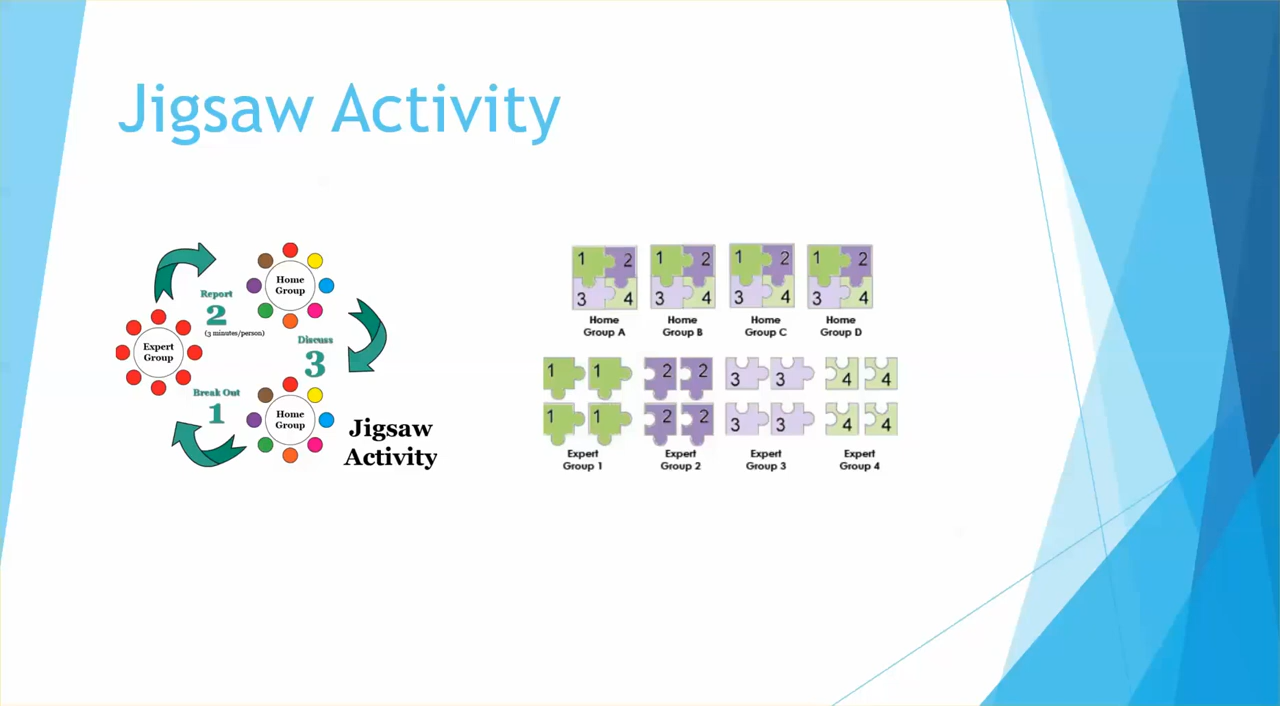 Jigsaw Activity
Home
Group
Report
2
(3 minutes/person)
Expert
Group
Discuss
3
Break Out
1
Home
Group
Jigsaw
Activity
1 2 1 2 1 2 1 2
3 4 3 4 3 4 3 4
Home
Group A
Home
Group B
Home
Group C
Home
Group D
1 1 2 2 3 3 4 4
1 1 2 2 3 3 4 4
Expert
Group 1
Expert
Group 2
Expert
Group 3
Expert
Group 4